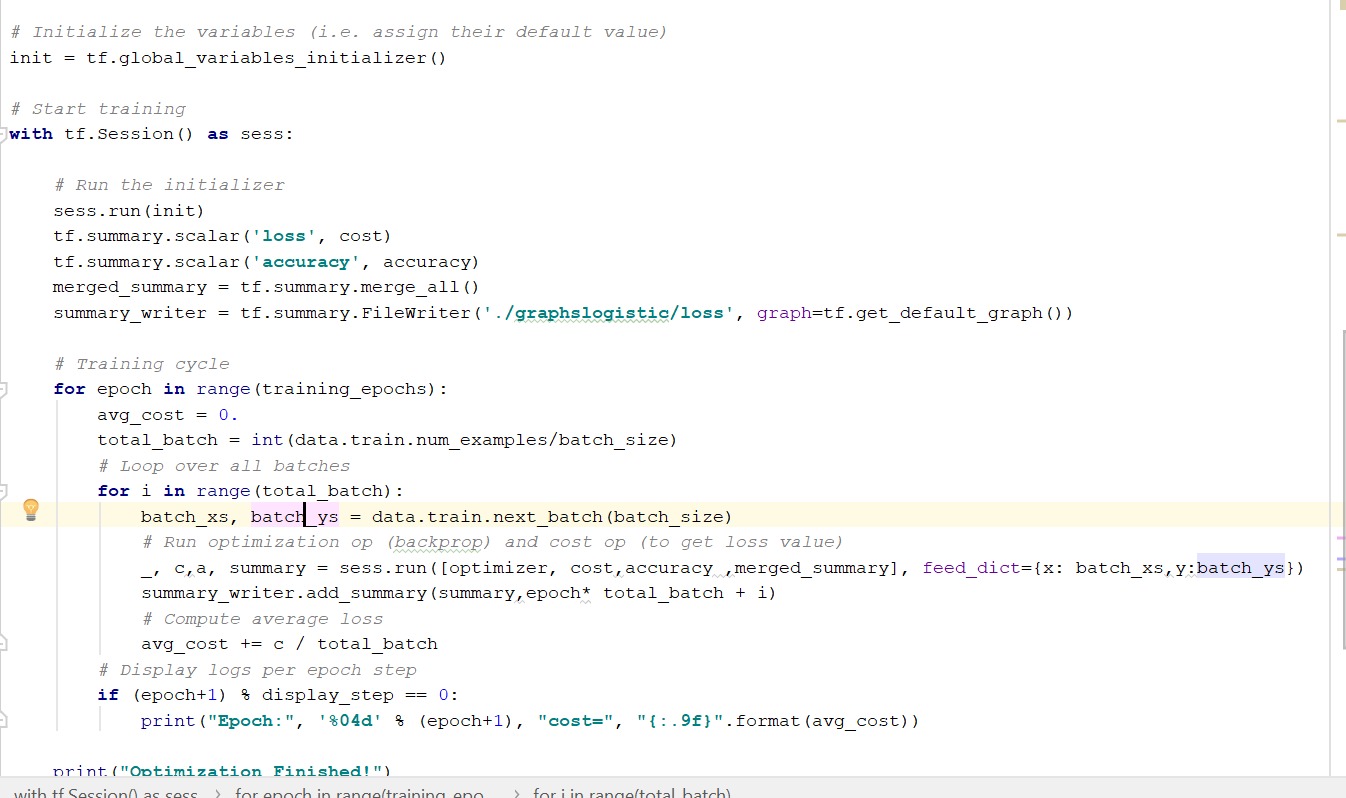 # Initialize the variables (i.e. assign their default value)
init = tf.global_variables_initializer()
# Start training
with tf.Session() as sess:
# Run the initializer
sess.run(init)
tf.summary.scalar('loss', cost)
tf.summary.scalar('accuracy', accuracy)
merged_summary = tf.summary.merge_all()
summary_writer = tf.summary.FileWriter('./graphslogistic/loss', graph=tf.get_default_graph())
# Training cycle
for epoch in range(training_epochs):
avg_cost = 0.
total_batch = int(data.train.num_examples/batch_size)
# Loop over all batches
for i in range(total_batch):
batch_xs, batch_ys = data.train.next_batch(batch_size)
# Run optimization op (backprop) and cost op (to get loss value)
_, c,a, summary = sess.run([optimizer, cost,accuracy ,merged_summary], feed_dict={x: batch_xs,y:batch_ys})
summary_writer.add_summary(summary,epoch* total_batch + i)
# Compute average loss
avg_cost += c / total_batch
# Display logs per epoch step
if (epoch+1) % display_step == 0:
print("Epoch:", '%04d' % (epoch+1), "cost=", "{:.9f}".format(avg_cost))
print("Optimization Finished!")
with tf.Session() as sess > for epoch in range(training_epo... > for i in range(total_batch)